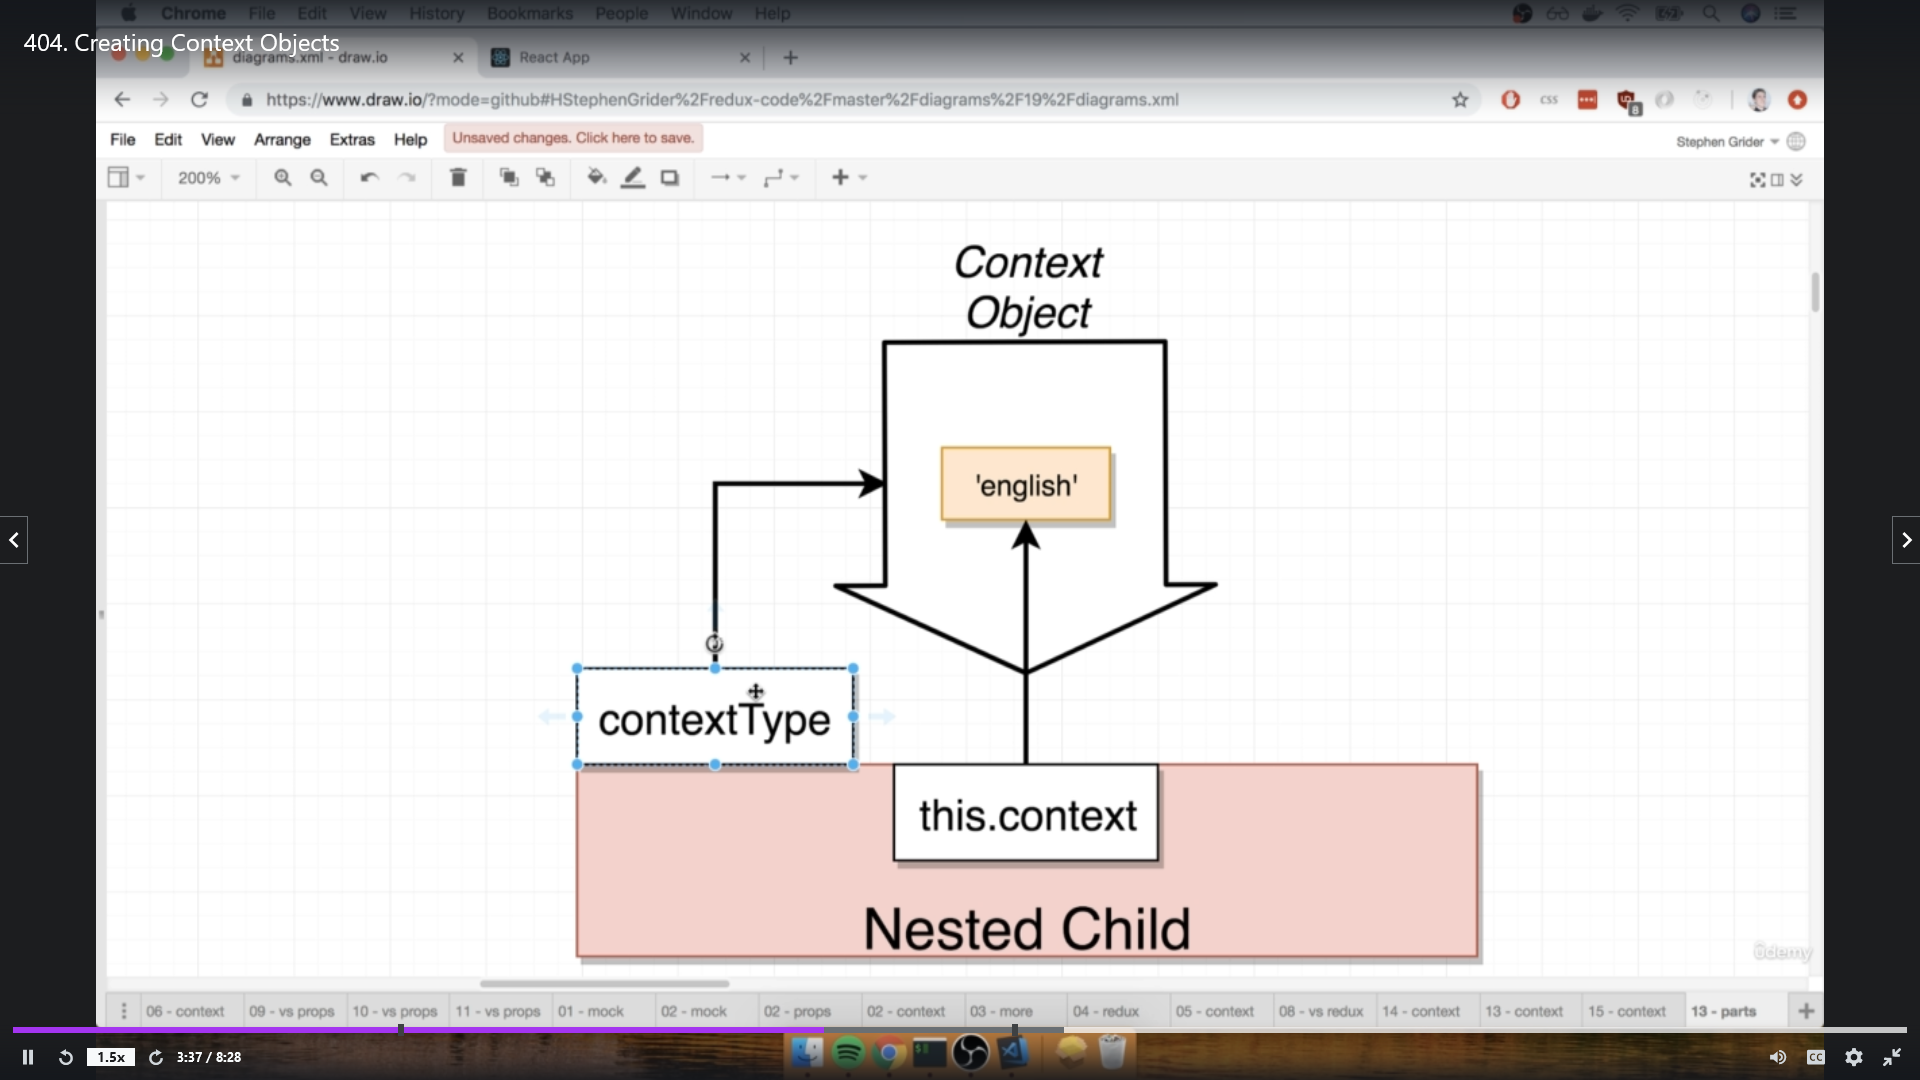 Chrome File Edit View History Bookmarks People Window Help
404. Creating Context Objects
diagrams.xml - draw.io
React App
https://www.draw.io/?mode=github#HStephenGrider%2Fredux-code%2Fmaster%2Fdiagrams%2F19%2Fdiagrams.xml
css
8
File Edit View Arrange Extras Help Unsaved changes. Click here to save.
Stephen Grider
200%
Context
Object
'english'
contextType
this.context
Nested Child
ûdemy
06 - context 09 - vs props 10 - vs props 11 - vs props 01 - mock 02 - mock 02 - props 02 - context 03 - more 04 - redux 05 - context 08 - vs redux 14 - context 13 - context 15 - context 13 - parts
1.5x 3:37 / 8:28
CC